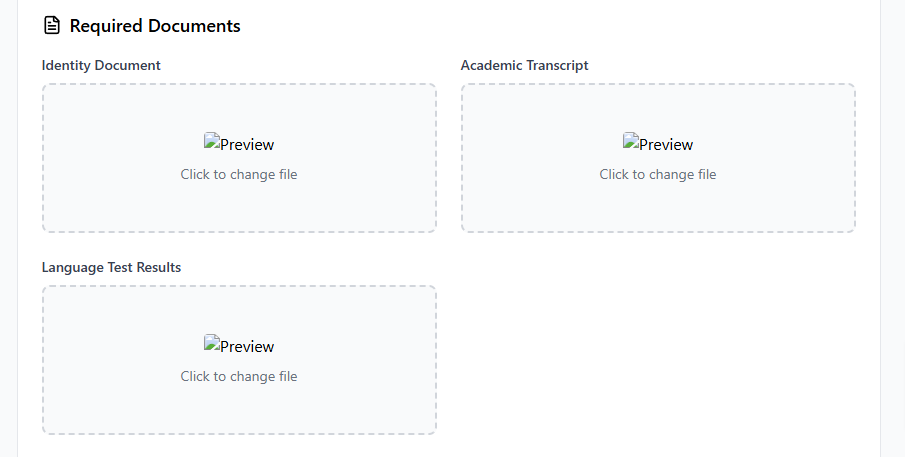 Required Documents
Identity Document
Academic Transcript
Preview
Click to change file
Preview
Click to change file
Language Test Results
Preview
Click to change file